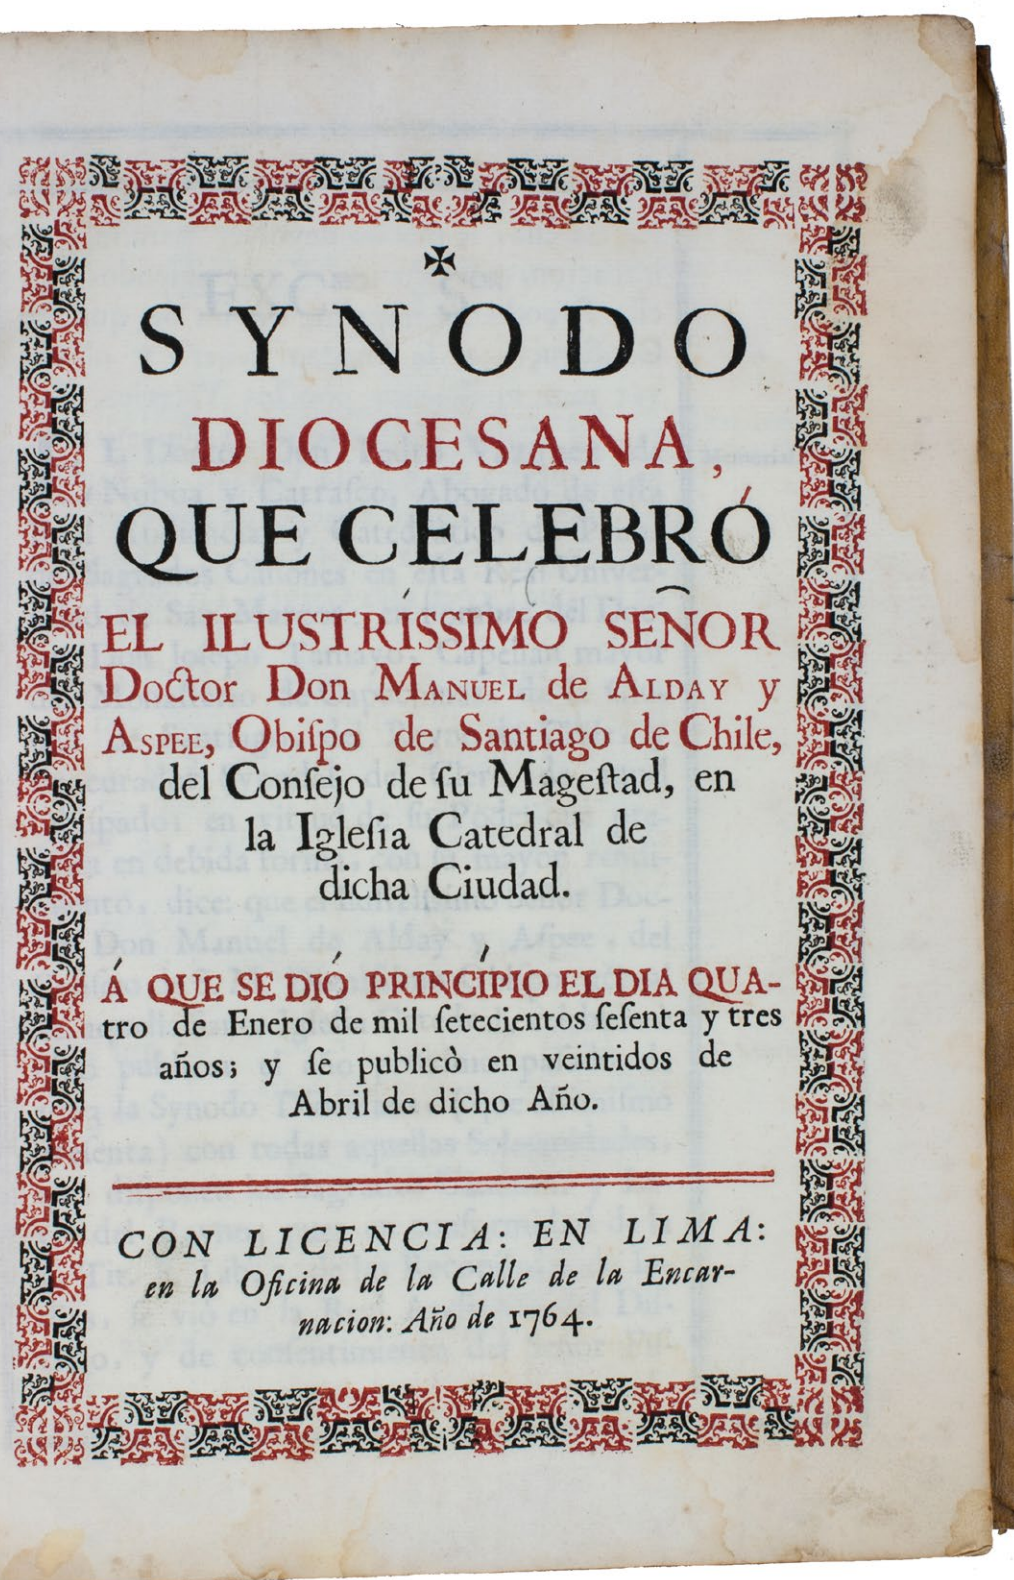 ✠
SYNODO
DIOCESANA,
QUE CELEBRÓ
EL ILUSTRÍSSIMO SEÑOR
Doctor Don MANUEL de ALDAY y
ASPEE, Obiſpo de Santiago de Chile,
del Conſejo de ſu Mageſtad, en
la Igleſia Catedral de
dicha Ciudad.
Á QUE SE DIÓ PRINCÍPIO EL DIA QUA-
tro de Enero de mil ſetecientos ſeſenta y tres
años; y ſe publicò en veintidos de
Abril de dicho Año.
CON LICENCIA: EN LIMA:
en la Oficina de la Calle de la Encar-
nacion: Año de 1764.